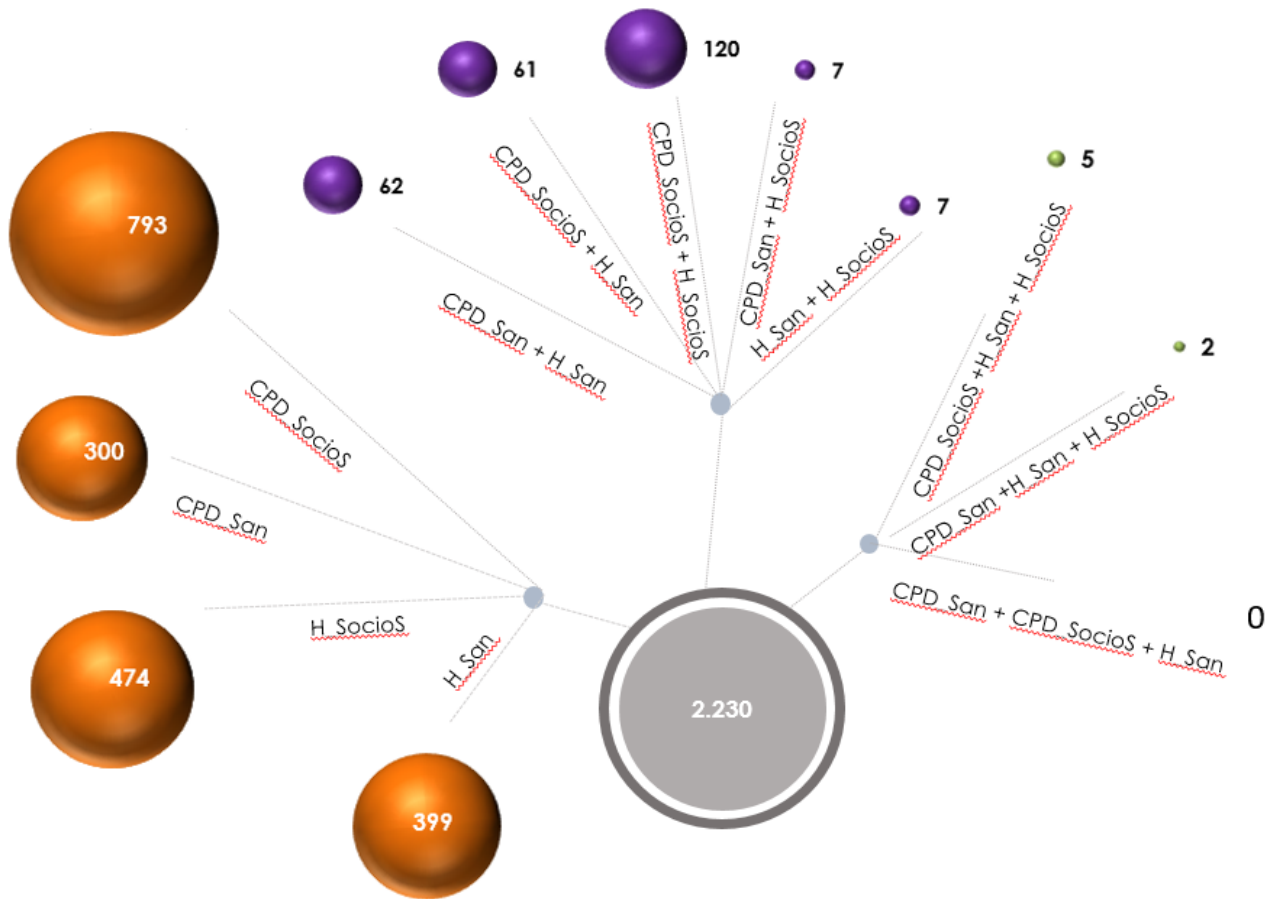 793
300
474
399
CPD_SocioS
CPD_San
H_SocioS
H_San
62
61
120
7
7
CPD_San + H_San
CPD_SocioS + H_San
CPD_SocioS + H_SocioS
CPD_San + H_SocioS
H_San + H_SocioS
5
2
0
CPD_SocioS +H_San + H_SocioS
CPD_San +H_San + H_SocioS
CPD_San + CPD_SocioS + H_San
2.230